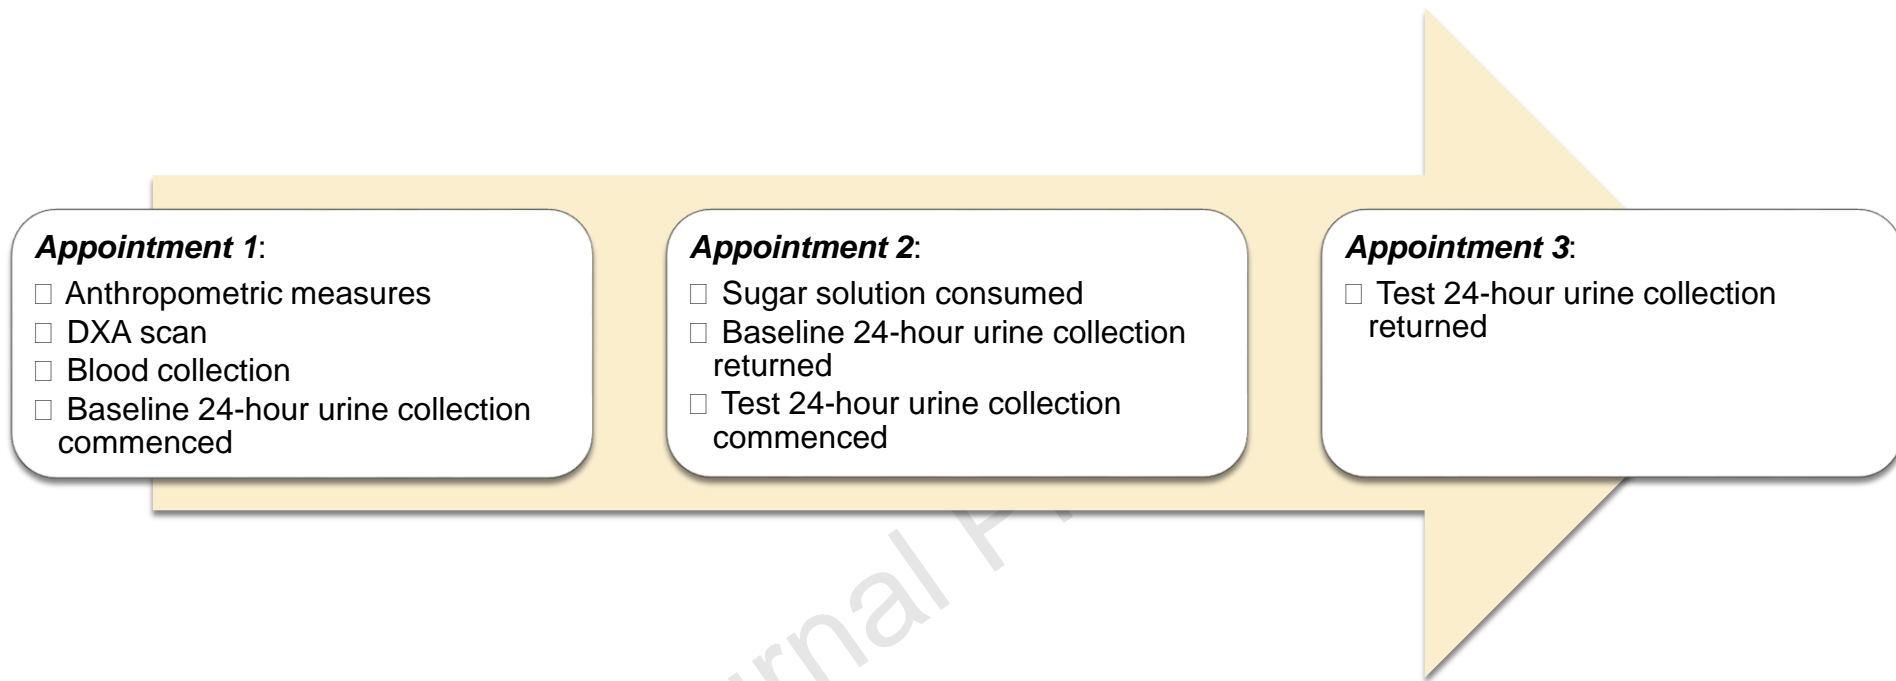 Appointment 1:
□ Anthropometric measures
□ DXA scan
□ Blood collection
□ Baseline 24-hour urine collection
commenced
Appointment 2:
□ Sugar solution consumed
□ Baseline 24-hour urine collection
returned
□ Test 24-hour urine collection
commenced
Appointment 3:
□ Test 24-hour urine collection
returned